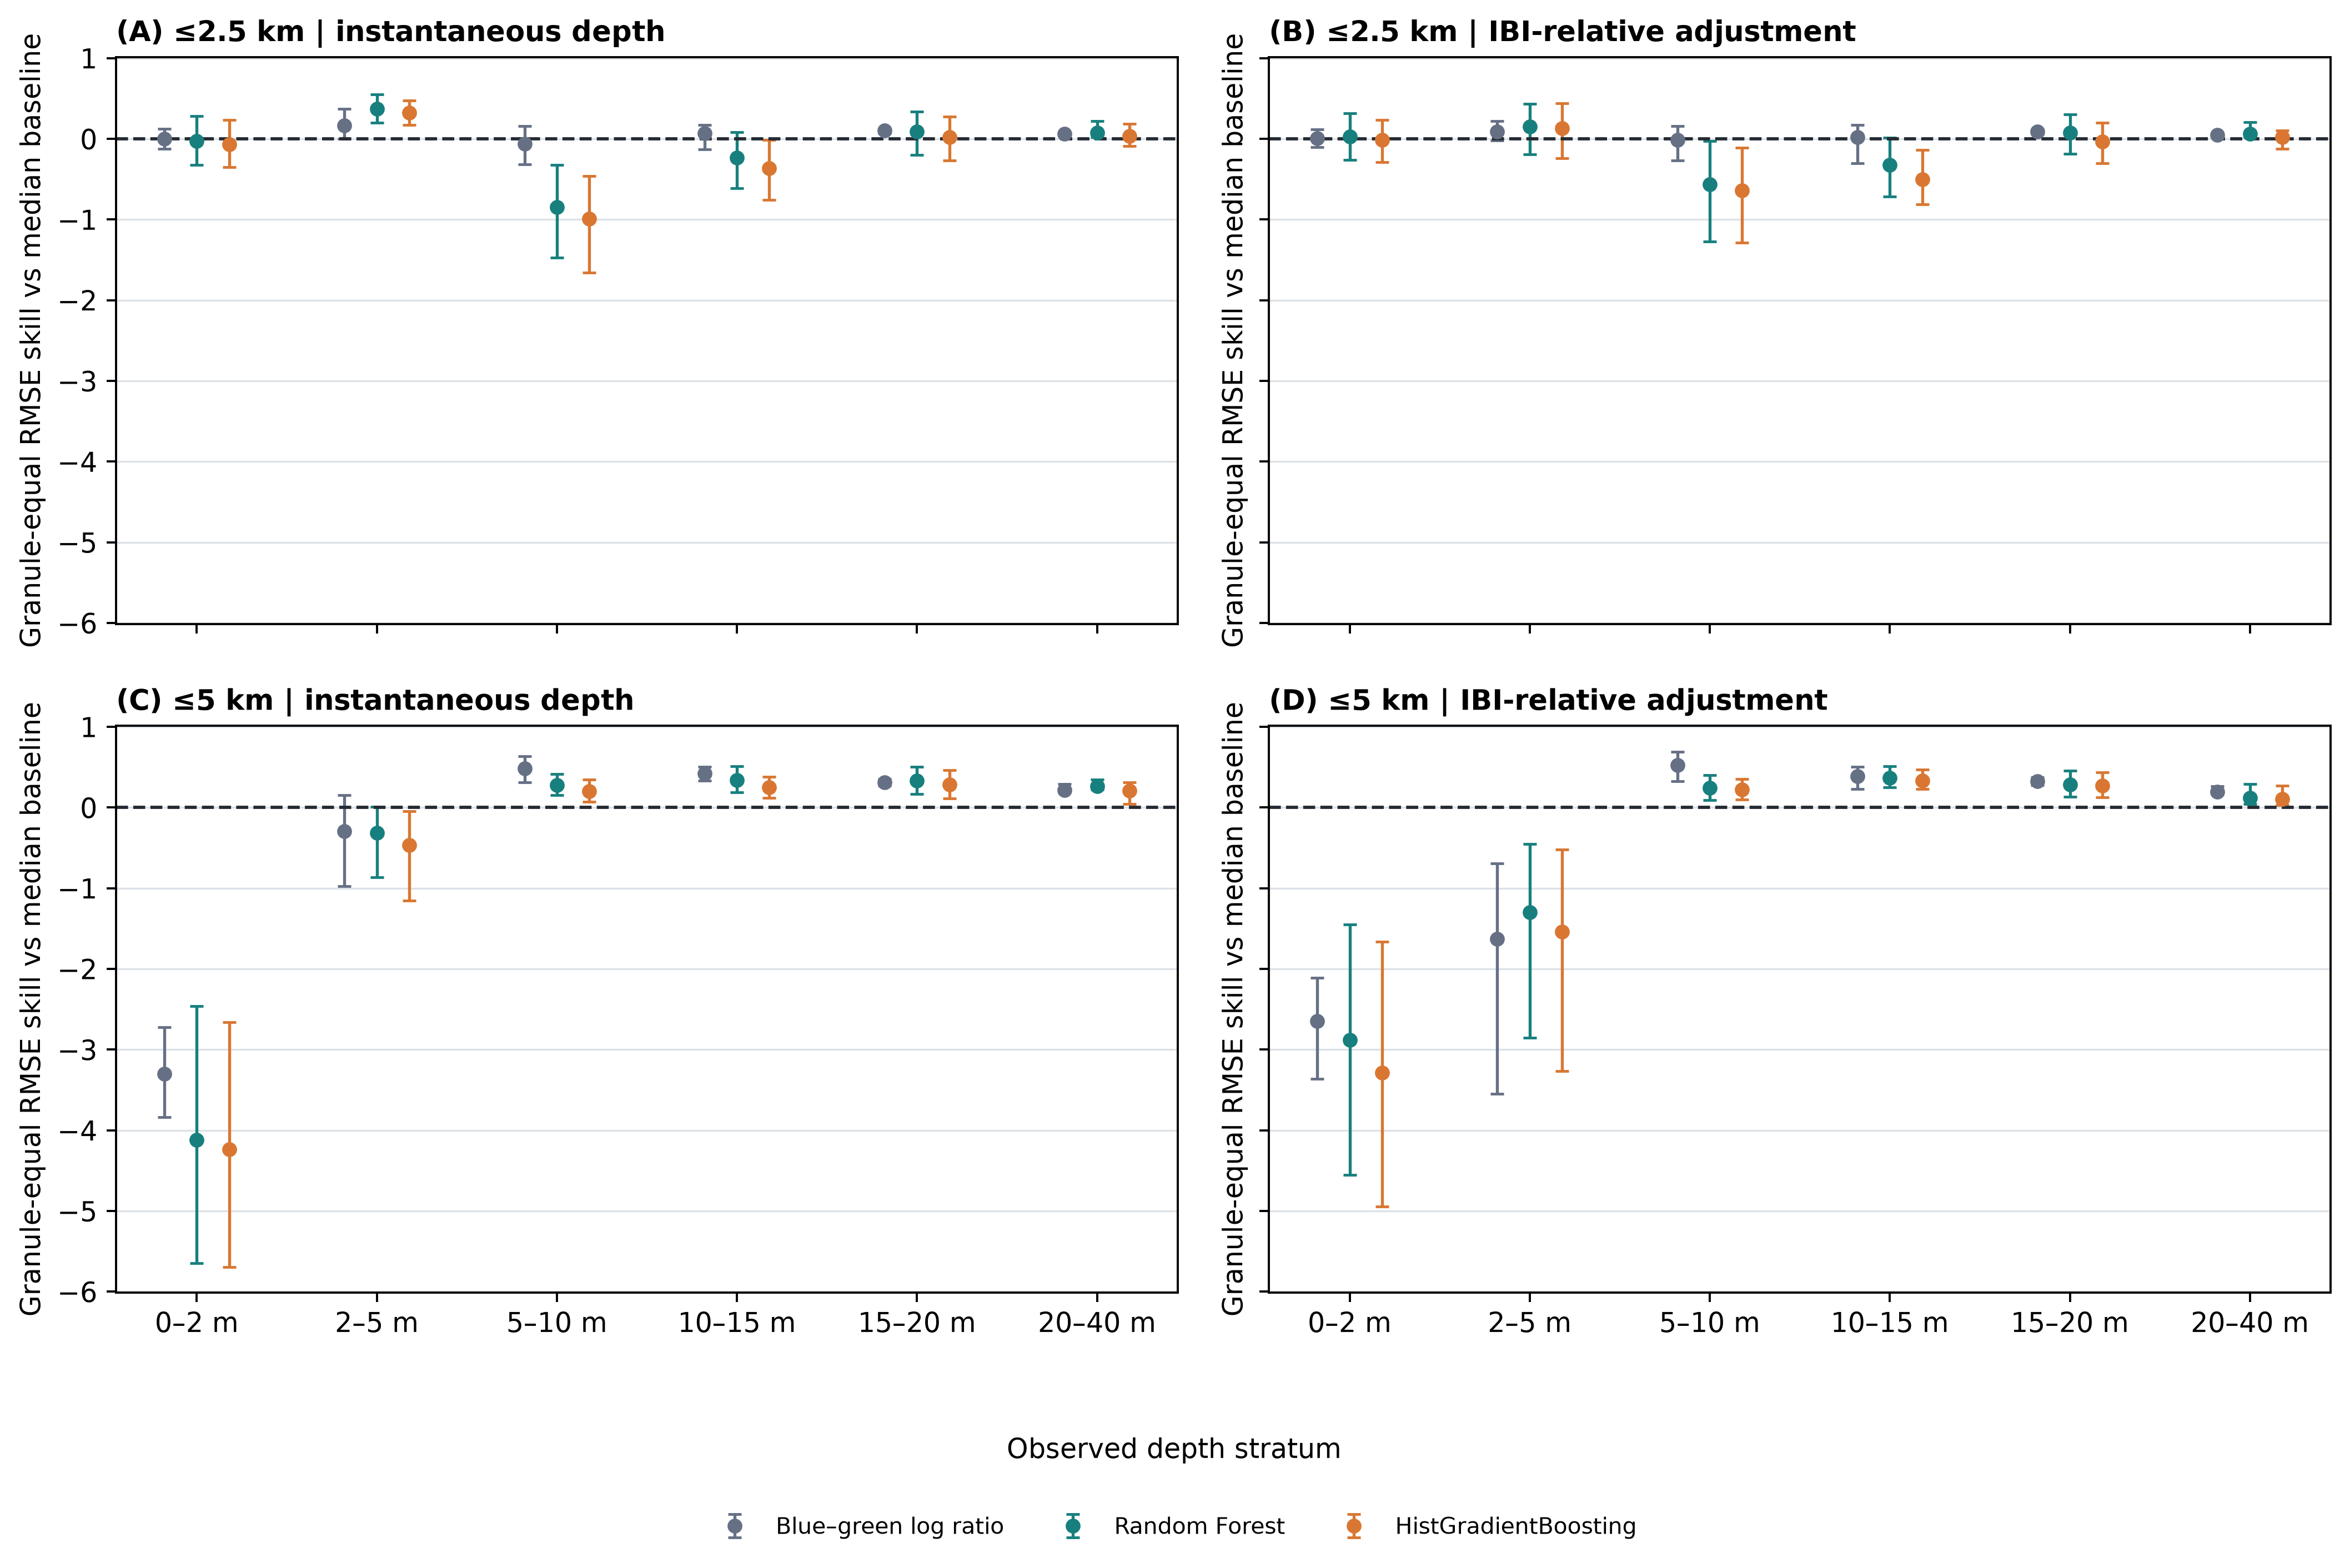 (A) ≤2.5 km | instantaneous depth
Granule-equal RMSE skill vs median baseline
1
0
−1
−2
−3
−4
−5
−6
(B) ≤2.5 km | IBI-relative adjustment
Granule-equal RMSE skill vs median baseline
(C) ≤5 km | instantaneous depth
Granule-equal RMSE skill vs median baseline
1
0
−1
−2
−3
−4
−5
−6
0–2 m 2–5 m 5–10 m 10–15 m 15–20 m 20–40 m
(D) ≤5 km | IBI-relative adjustment
Granule-equal RMSE skill vs median baseline
0–2 m 2–5 m 5–10 m 10–15 m 15–20 m 20–40 m
Observed depth stratum
Blue–green log ratio Random Forest HistGradientBoosting